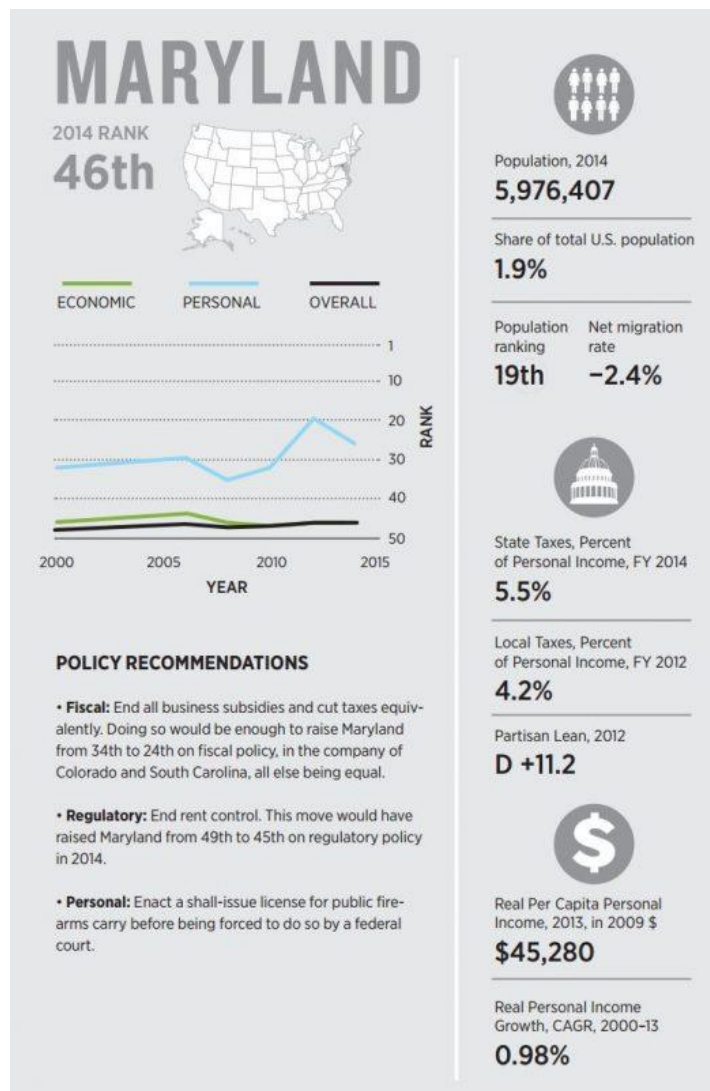 MARYLAND
2014 RANK
46th
ECONOMIC PERSONAL OVERALL
1
10
20
30
40
50
RANK
2000 2005 2010 2015
YEAR
POLICY RECOMMENDATIONS
• Fiscal: End all business subsidies and cut taxes equiv-
alently. Doing so would be enough to raise Maryland
from 34th to 24th on fiscal policy, in the company of
Colorado and South Carolina, all else being equal.
• Regulatory: End rent control. This move would have
raised Maryland from 49th to 45th on regulatory policy
in 2014.
• Personal: Enact a shall-issue license for public fire-
arms carry before being forced to do so by a federal
court.
Population, 2014
5,976,407
Share of total U.S. population
1.9%
Population Net migration
ranking rate
19th −2.4%
State Taxes, Percent
of Personal Income, FY 2014
5.5%
Local Taxes, Percent
of Personal Income, FY 2012
4.2%
Partisan Lean, 2012
D +11.2
$
Real Per Capita Personal
Income, 2013, in 2009 $
$45,280
Real Personal Income
Growth, CAGR, 2000–13
0.98%